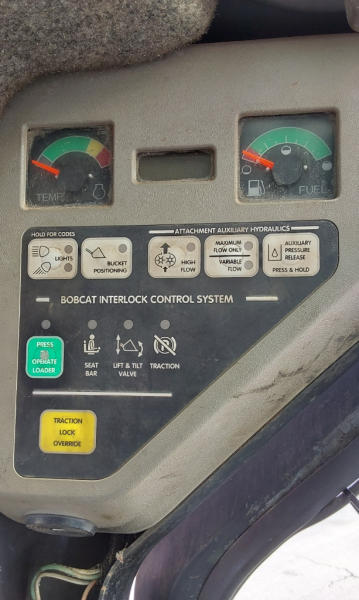 TEMP
FUEL
HOLD FOR CODES
ATTACHMENT AUXILIARY HYDRAULICS
LIGHTS
BUCKET
POSITIONING
HIGH
FLOW
MAXIMUM
FLOW ONLY
VARIABLE
FLOW
AUXILIARY
PRESSURE
RELEASE
PRESS & HOLD
BOBCAT INTERLOCK CONTROL SYSTEM
PRESS
TO
OPERATE
LOADER
SEAT
BAR
LIFT & TILT
VALVE
TRACTION
TRACTION
LOCK
OVERRIDE